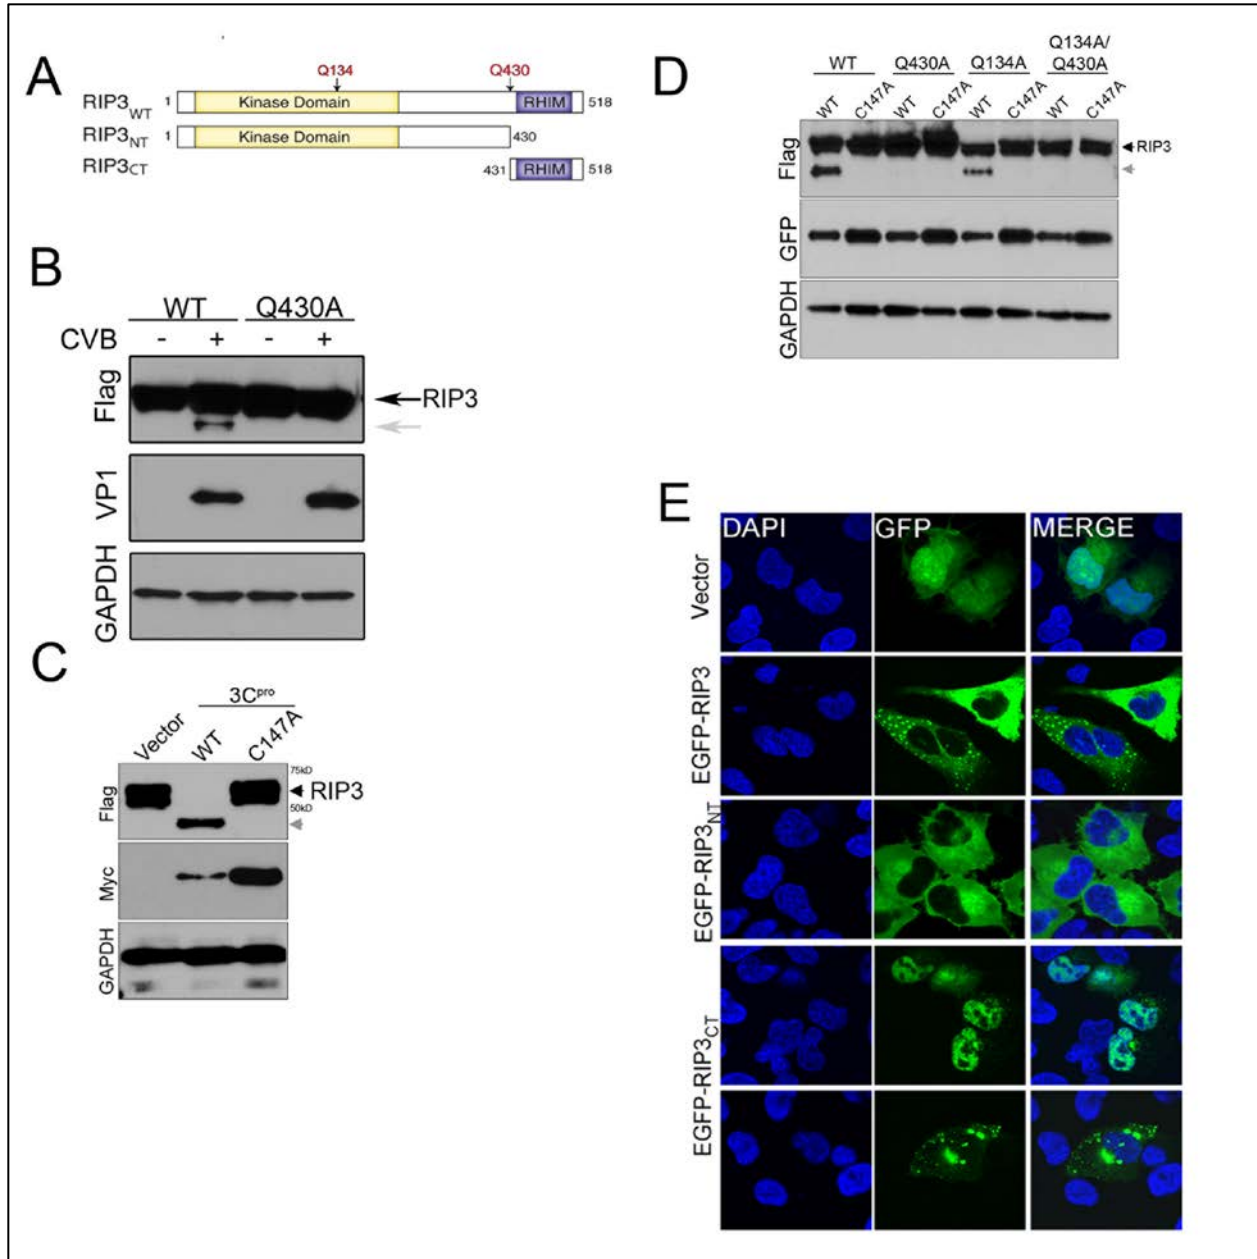 A
Q134 Q430
RIP3WT 1 Kinase Domain RHIM 518
RIP3NT 1 Kinase Domain 430
RIP3CT 431 RHIM 518
B
WT Q430A
CVB - + - +
Flag
RIP3
VP1
GAPDH
C
3Cpro
Vector WT C147A
75kD
Flag
RIP3
50kD
Myc
GAPDH
D
WT Q430A Q134A Q134A/
Q430A
WT C147A WT C147A WT C147A WT C147A
Flag
RIP3
GFP
GAPDH
E
DAPI GFP MERGE
Vector
EGFP-RIP3
EGFP-RIP3NT
EGFP-RIP3CT